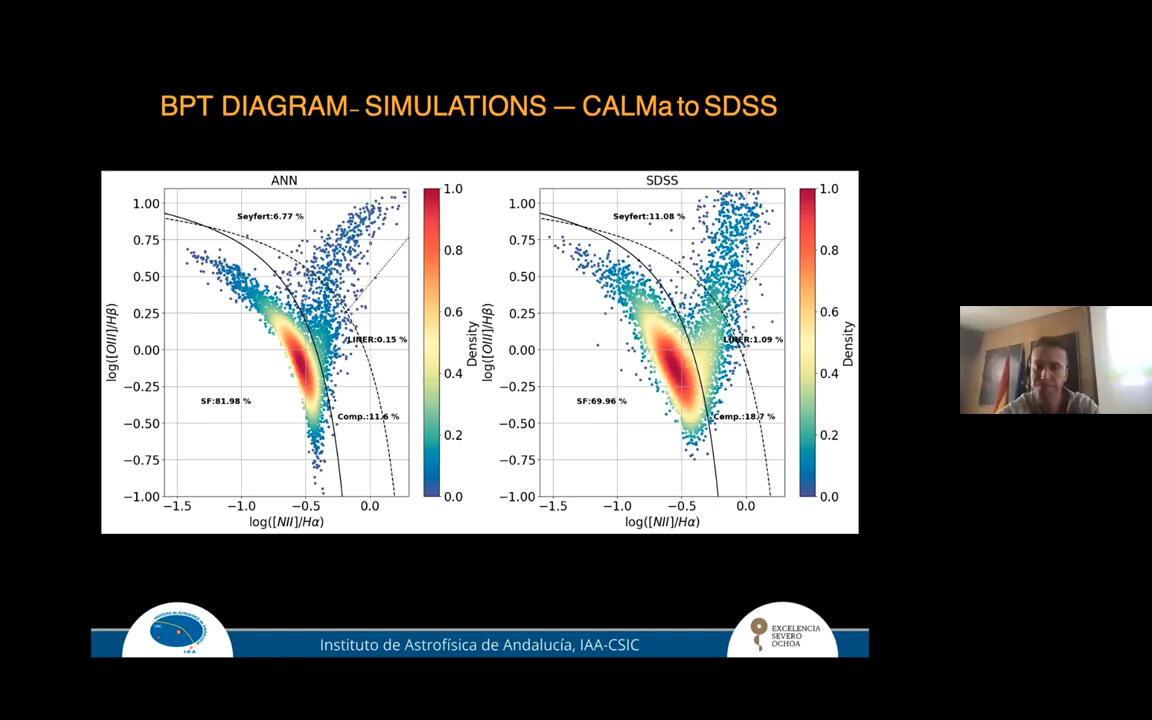 BPT DIAGRAM– SIMULATIONS — CALMa to SDSS
ANN
1.00
0.75
0.50
0.25
0.00
−0.25
−0.50
−0.75
−1.00
log([OIII]/Hβ)
Seyfert:6.77 %
LINER:0.15 %
SF:81.98 %
Comp.:11.6 %
−1.5
−1.0
−0.5
0.0
log([NII]/Hα)
1.0
0.8
0.6
0.4
0.2
0.0
Density
SDSS
1.00
0.75
0.50
0.25
0.00
−0.25
−0.50
−0.75
−1.00
log([OIII]/Hβ)
Seyfert:11.08 %
LINER:1.09 %
SF:69.96 %
Comp.:18.7 %
−1.5
−1.0
−0.5
0.0
log([NII]/Hα)
1.0
0.8
0.6
0.4
0.2
0.0
Density
I·A·A
Instituto de Astrofísica de Andalucía, IAA-CSIC
EXCELENCIA
SEVERO
OCHOA